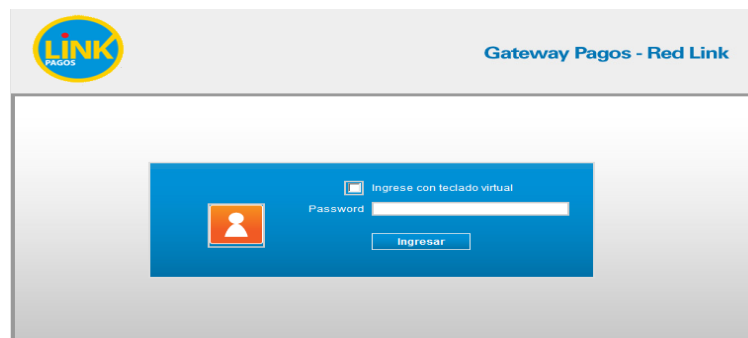 LiNK
PAGOS
Gateway Pagos - Red Link
Ingrese con teclado virtual
Password
Ingresar